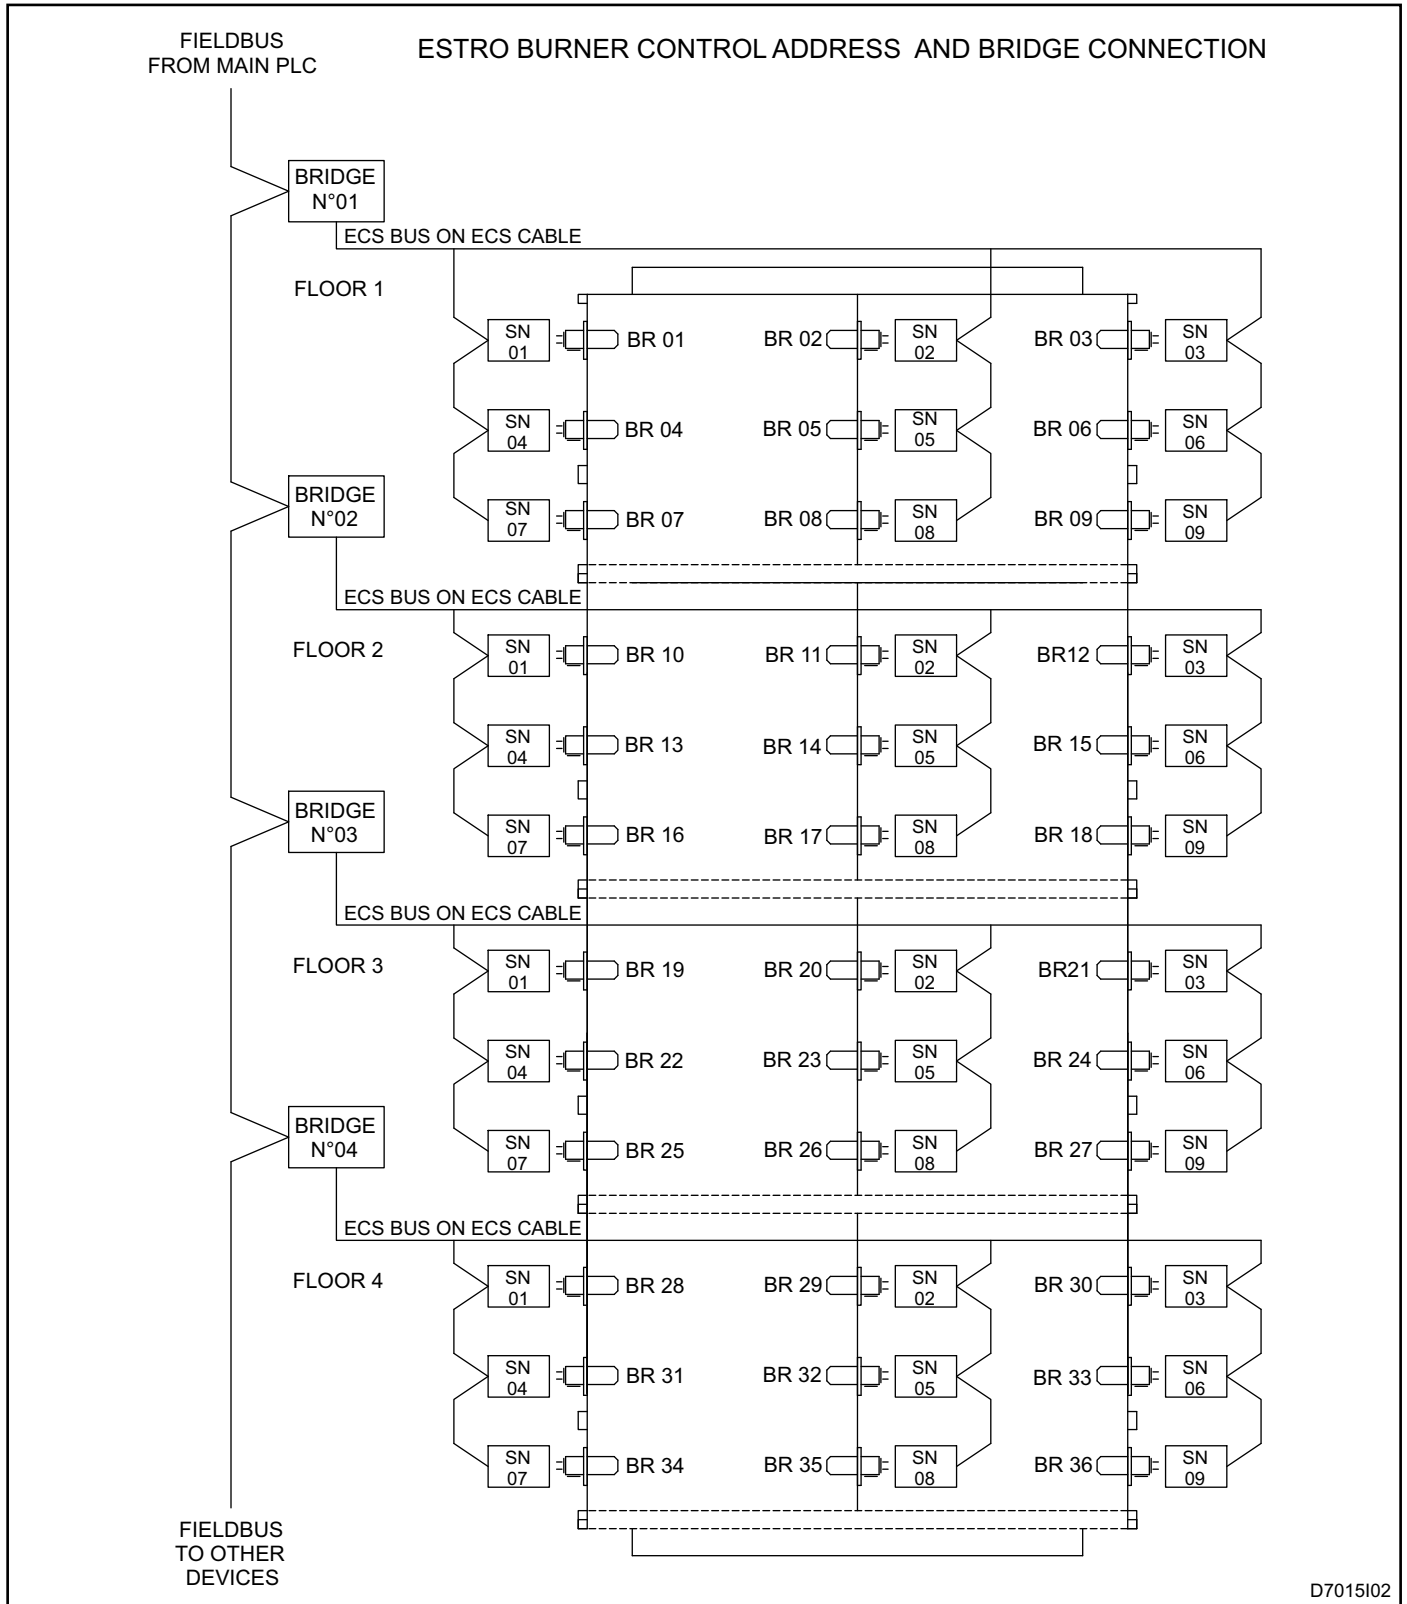 FIELDBUS
FROM MAIN PLC
ESTRO BURNER CONTROL ADDRESS AND BRIDGE CONNECTION
BRIDGE
N°01
ECS BUS ON ECS CABLE
FLOOR 1
SN
01
BR 01
BR 02
SN
02
BR 03
SN
03
SN
04
BR 04
BR 05
SN
05
BR 06
SN
06
SN
07
BR 07
BR 08
SN
08
BR 09
SN
09
BRIDGE
N°02
ECS BUS ON ECS CABLE
FLOOR 2
SN
01
BR 10
BR 11
SN
02
BR12
SN
03
SN
04
BR 13
BR 14
SN
05
BR 15
SN
06
SN
07
BR 16
BR 17
SN
08
BR 18
SN
09
BRIDGE
N°03
ECS BUS ON ECS CABLE
FLOOR 3
SN
01
BR 19
BR 20
SN
02
BR21
SN
03
SN
04
BR 22
BR 23
SN
05
BR 24
SN
06
SN
07
BR 25
BR 26
SN
08
BR 27
SN
09
BRIDGE
N°04
ECS BUS ON ECS CABLE
FLOOR 4
SN
01
BR 28
BR 29
SN
02
BR 30
SN
03
SN
04
BR 31
BR 32
SN
05
BR 33
SN
06
SN
07
BR 34
BR 35
SN
08
BR 36
SN
09
FIELDBUS
TO OTHER
DEVICES
D7015I02